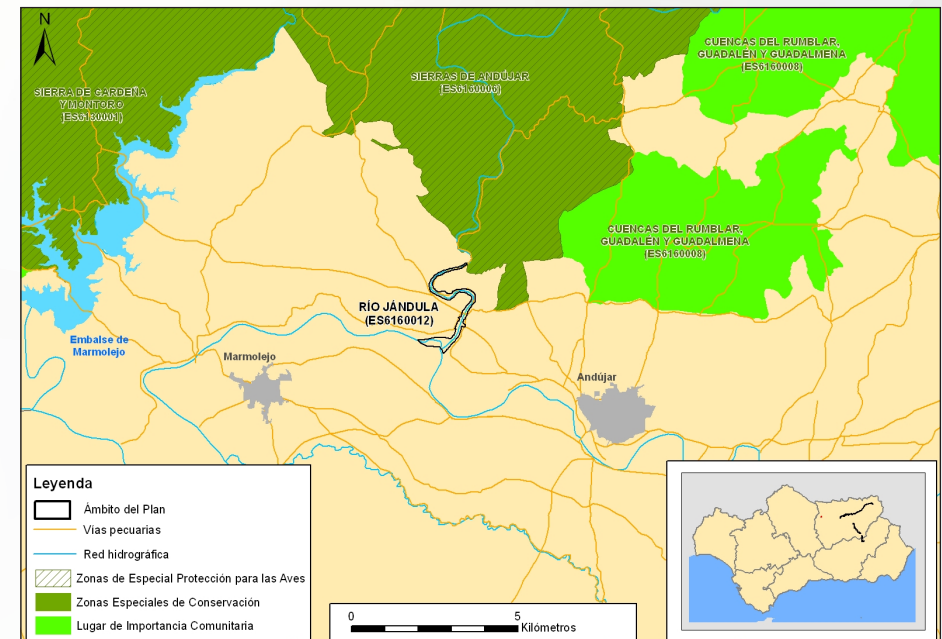 N
CUENCAS DEL RUMBLAR,
GUADALÉN Y GUADALMENA
(ES6160008)
SIERRA DE CARDEÑA
Y MONTORO
(ES6130001)
SIERRAS DE ANDÚJAR
(ES6160006)
CUENCAS DEL RUMBLAR,
GUADALÉN Y GUADALMENA
(ES6160008)
RÍO JÁNDULA
(ES6160012)
Embalse de
Marmolejo
Marmolejo
Andújar
Leyenda
Ámbito del Plan
Vías pecuarias
Red hidrográfica
Zonas de Especial Protección para las Aves
Zonas Especiales de Conservación
Lugar de Importancia Comunitaria
0 5
Kilómetros